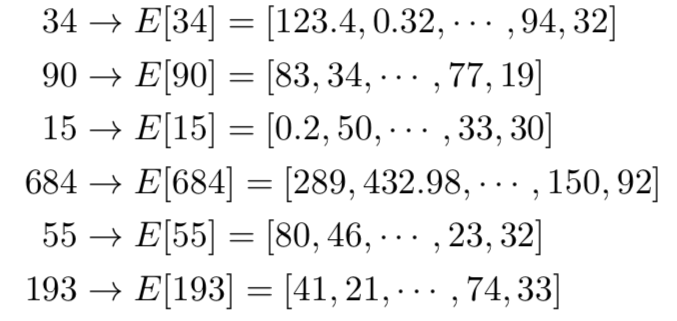 34 → E[34] = [123.4, 0.32, ⋯ , 94, 32]
90 → E[90] = [83, 34, ⋯ , 77, 19]
15 → E[15] = [0.2, 50, ⋯ , 33, 30]
684 → E[684] = [289, 432.98, ⋯ , 150, 92]
55 → E[55] = [80, 46, ⋯ , 23, 32]
193 → E[193] = [41, 21, ⋯ , 74, 33]